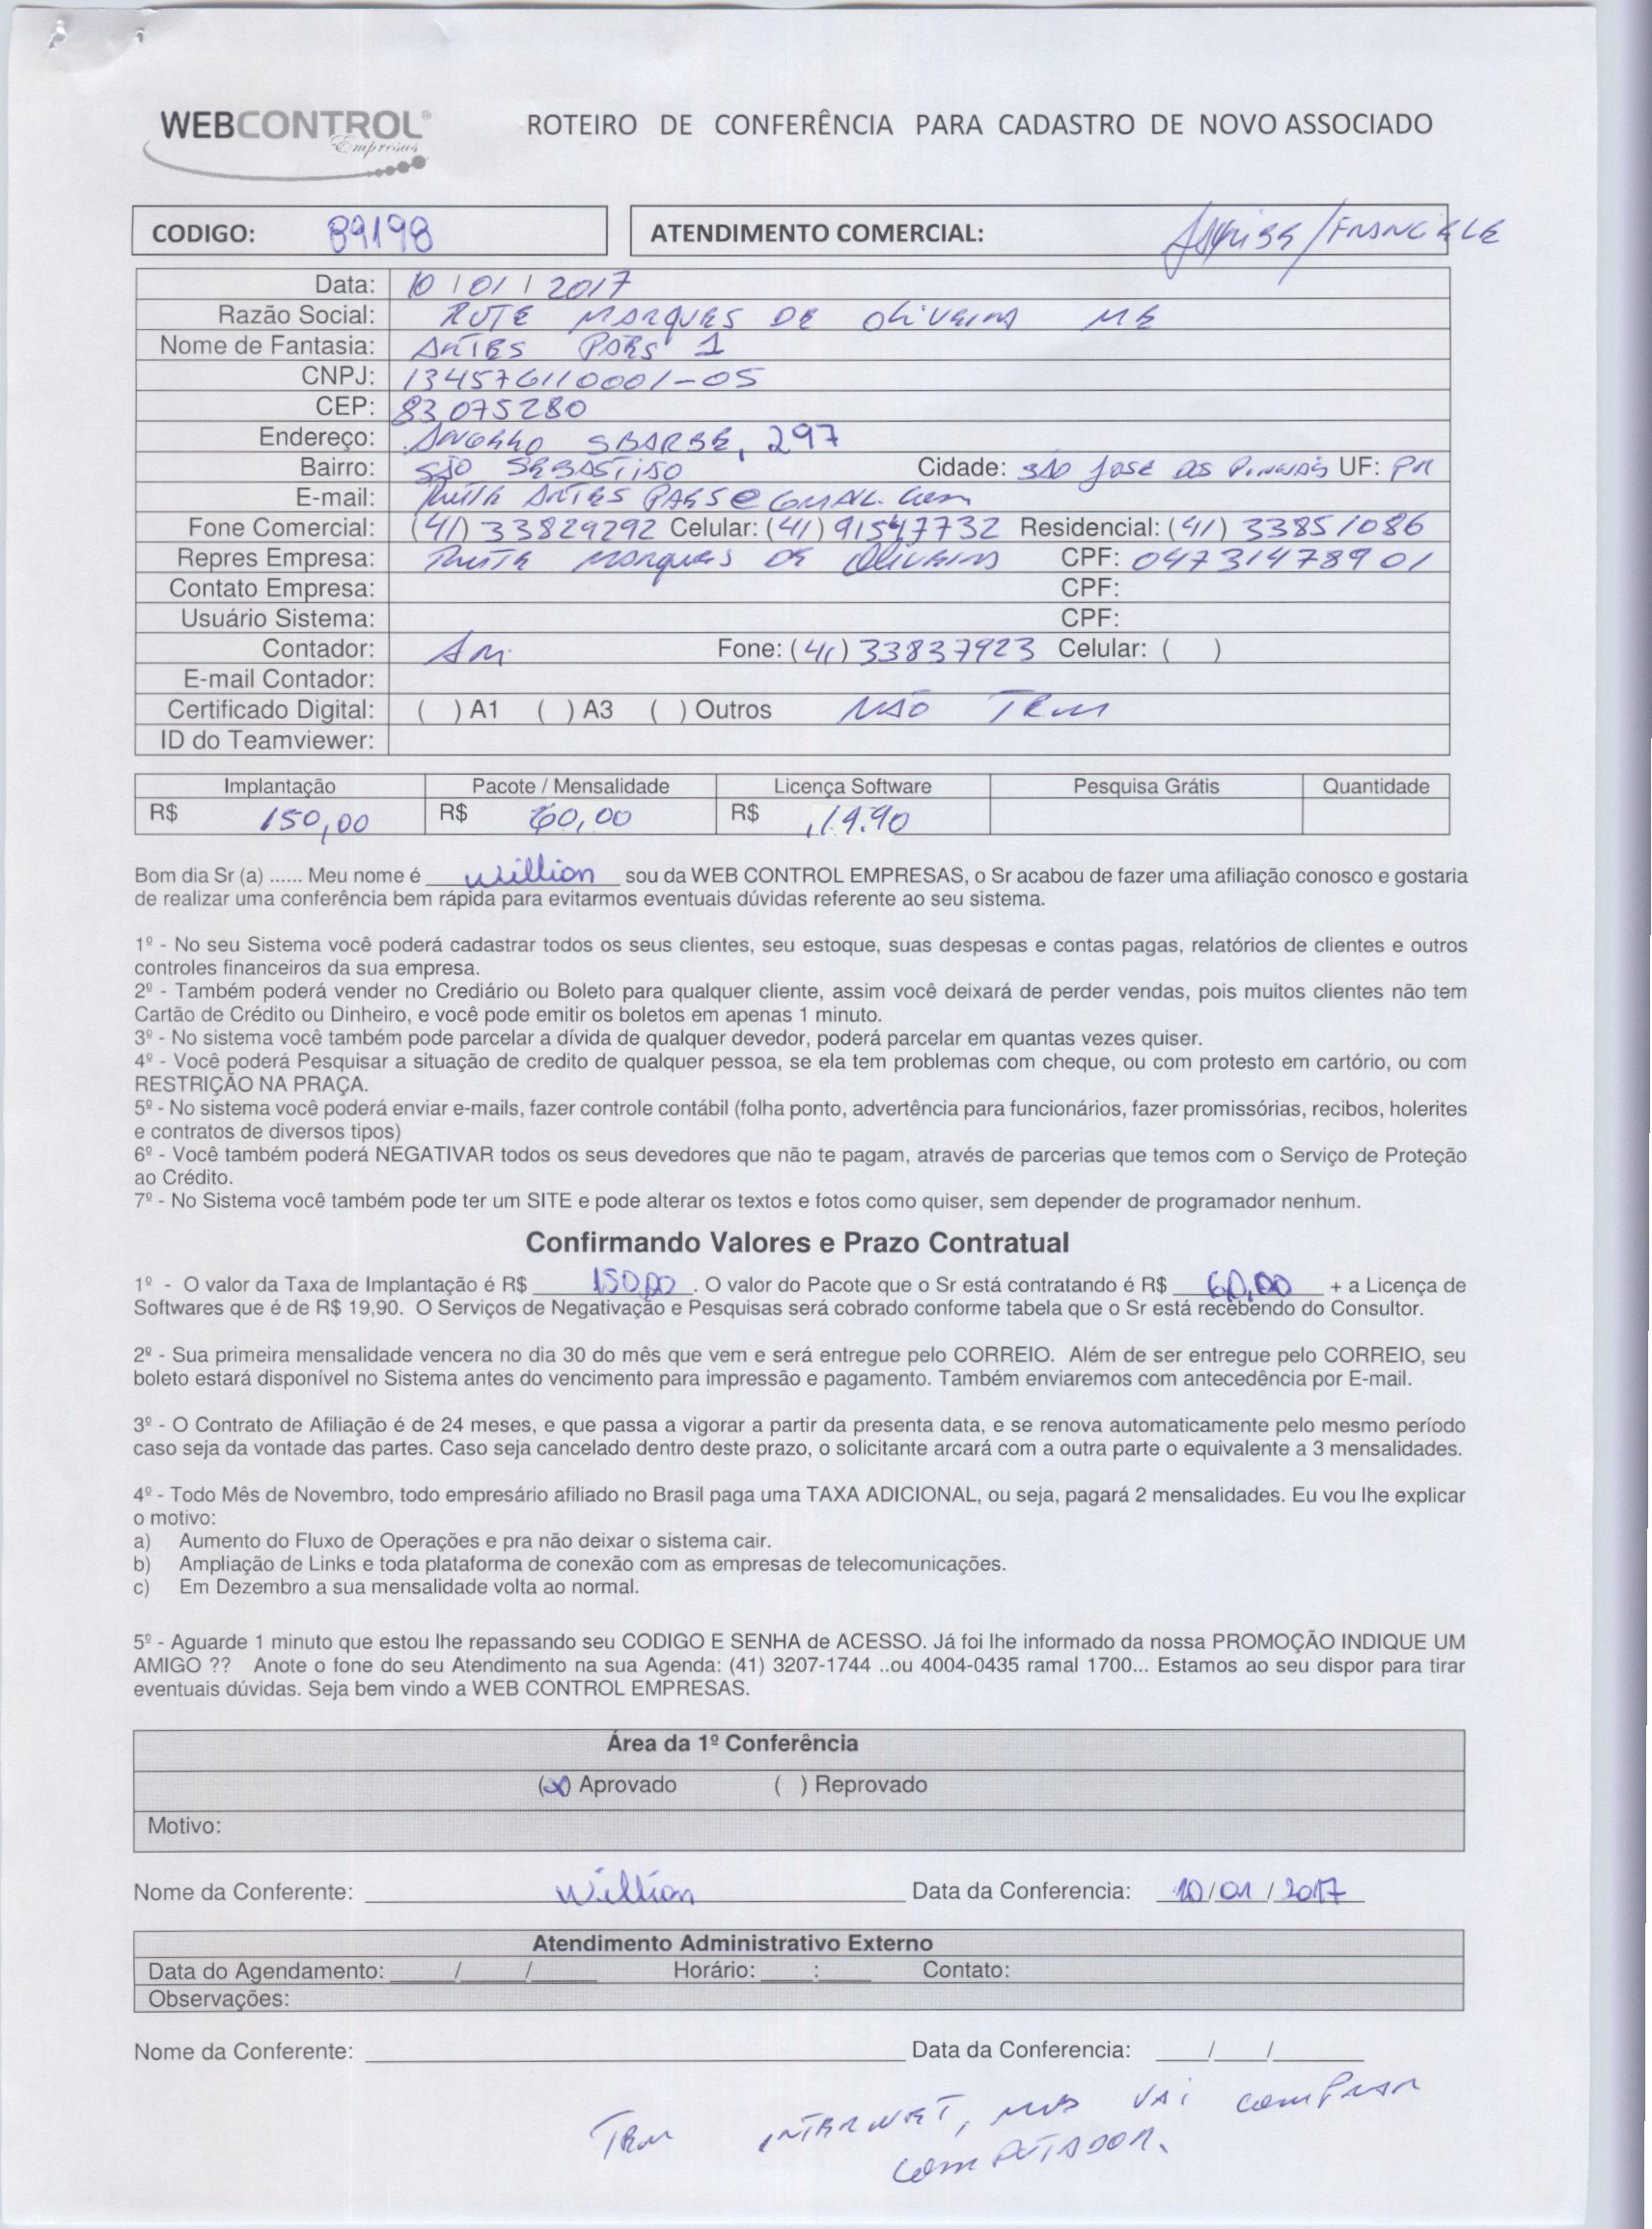 WEBCONTROL®
Empresas
ROTEIRO DE CONFERÊNCIA PARA CADASTRO DE NOVO ASSOCIADO
CODIGO: 89198
ATENDIMENTO COMERCIAL: /FRANCIELE
Data: 10 / 01 / 2017
Razão Social: RUTE MARQUES DE OLIVEIRA ME
Nome de Fantasia: ARTES 1
CNPJ: 134576110001-05
CEP: 83075280
Endereço: SBARBE, 297
Bairro: SÃO SEBASTIÃO Cidade: SÃO JOSÉ DS PINHAIS UF: PR
E-mail:
Fone Comercial: (41) 33829292 Celular: (41) 91547732 Residencial: (41) 33851086
Repres Empresa: MARQUES DE OLIVEIRA CPF: 04731478901
Contato Empresa: CPF:
Usuário Sistema: CPF:
Contador: Fone: (41) 33837923 Celular: ( )
E-mail Contador:
Certificado Digital: ( ) A1 ( ) A3 ( ) Outros NÃO TEM
ID do Teamviewer:
Implantação Pacote / Mensalidade Licença Software Pesquisa Grátis Quantidade
R$ 150,00 R$ 60,00 R$ 19.90
Bom dia Sr (a) ...... Meu nome é Willian sou da WEB CONTROL EMPRESAS, o Sr acabou de fazer uma afiliação conosco e gostaria
de realizar uma conferência bem rápida para evitarmos eventuais dúvidas referente ao seu sistema.
1º - No seu Sistema você poderá cadastrar todos os seus clientes, seu estoque, suas despesas e contas pagas, relatórios de clientes e outros
controles financeiros da sua empresa.
2º - Também poderá vender no Crediário ou Boleto para qualquer cliente, assim você deixará de perder vendas, pois muitos clientes não tem
Cartão de Crédito ou Dinheiro, e você pode emitir os boletos em apenas 1 minuto.
3º - No sistema você também pode parcelar a dívida de qualquer devedor, poderá parcelar em quantas vezes quiser.
4º - Você poderá Pesquisar a situação de credito de qualquer pessoa, se ela tem problemas com cheque, ou com protesto em cartório, ou com
RESTRIÇÃO NA PRAÇA.
5º - No sistema você poderá enviar e-mails, fazer controle contábil (folha ponto, advertência para funcionários, fazer promissórias, recibos, holerites
e contratos de diversos tipos)
6º - Você também poderá NEGATIVAR todos os seus devedores que não te pagam, através de parcerias que temos com o Serviço de Proteção
ao Crédito.
7º - No Sistema você também pode ter um SITE e pode alterar os textos e fotos como quiser, sem depender de programador nenhum.
Confirmando Valores e Prazo Contratual
1º - O valor da Taxa de Implantação é R$ 150,00. O valor do Pacote que o Sr está contratando é R$ 60,00 + a Licença de
Softwares que é de R$ 19,90. O Serviços de Negativação e Pesquisas será cobrado conforme tabela que o Sr está recebendo do Consultor.
2º - Sua primeira mensalidade vencera no dia 30 do mês que vem e será entregue pelo CORREIO. Além de ser entregue pelo CORREIO, seu
boleto estará disponível no Sistema antes do vencimento para impressão e pagamento. Também enviaremos com antecedência por E-mail.
3º - O Contrato de Afiliação é de 24 meses, e que passa a vigorar a partir da presenta data, e se renova automaticamente pelo mesmo período
caso seja da vontade das partes. Caso seja cancelado dentro deste prazo, o solicitante arcará com a outra parte o equivalente a 3 mensalidades.
4º - Todo Mês de Novembro, todo empresário afiliado no Brasil paga uma TAXA ADICIONAL, ou seja, pagará 2 mensalidades. Eu vou lhe explicar
o motivo:
a) Aumento do Fluxo de Operações e pra não deixar o sistema cair.
b) Ampliação de Links e toda plataforma de conexão com as empresas de telecomunicações.
c) Em Dezembro a sua mensalidade volta ao normal.
5º - Aguarde 1 minuto que estou lhe repassando seu CODIGO E SENHA de ACESSO. Já foi lhe informado da nossa PROMOÇÃO INDIQUE UM
AMIGO ?? Anote o fone do seu Atendimento na sua Agenda: (41) 3207-1744 ..ou 4004-0435 ramal 1700... Estamos ao seu dispor para tirar
eventuais dúvidas. Seja bem vindo a WEB CONTROL EMPRESAS.
Área da 1º Conferência
(x) Aprovado ( ) Reprovado
Motivo:
Nome da Conferente: Willian Data da Conferencia: 10/01/2017
Atendimento Administrativo Externo
Data do Agendamento: / / Horário: : Contato:
Observações:
Nome da Conferente: Data da Conferencia: / /
TEM INTERNET, MAS VAI COMPRAR
COMPUTADOR.